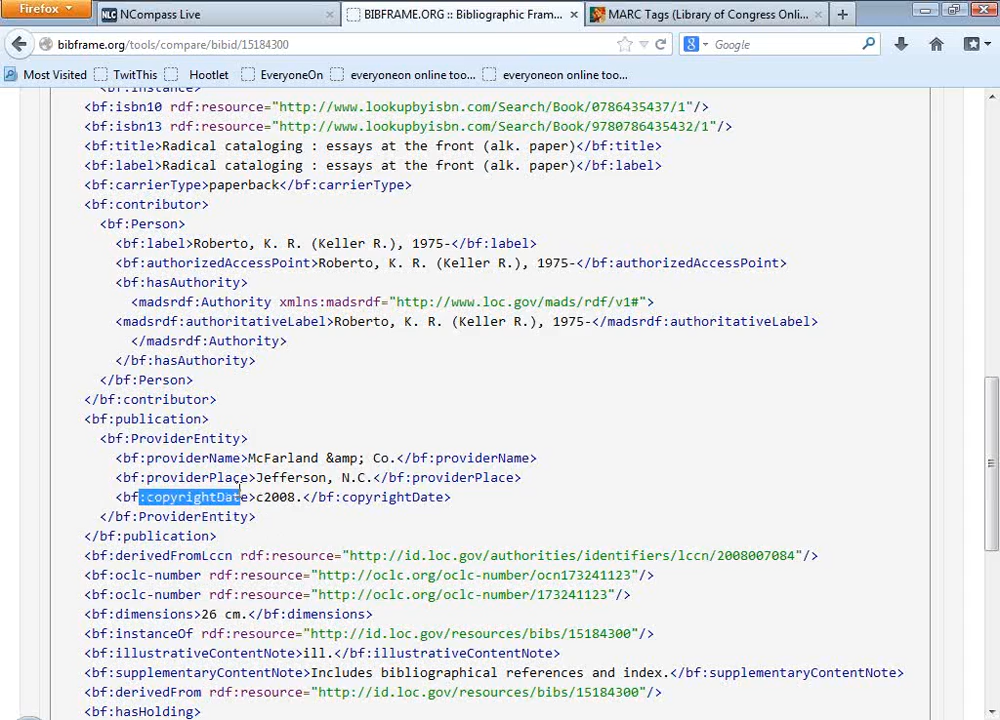 Firefox
NCompass Live
BIBFRAME.ORG :: Bibliographic Fram...
MARC Tags (Library of Congress Onli...
bibframe.org/tools/compare/bibid/15184300
Google
Most Visited
TwitThis
Hootlet
EveryoneOn
everyoneon online too...
everyoneon online too...
<bf:instance>
<bf:isbn10 rdf:resource="http://www.lookupbyisbn.com/Search/Book/0786435437/1"/>
<bf:isbn13 rdf:resource="http://www.lookupbyisbn.com/Search/Book/9780786435432/1"/>
<bf:title>Radical cataloging : essays at the front (alk. paper)</bf:title>
<bf:label>Radical cataloging : essays at the front (alk. paper)</bf:label>
<bf:carrierType>paperback</bf:carrierType>
<bf:contributor>
<bf:Person>
<bf:label>Roberto, K. R. (Keller R.), 1975-</bf:label>
<bf:authorizedAccessPoint>Roberto, K. R. (Keller R.), 1975-</bf:authorizedAccessPoint>
<bf:hasAuthority>
<madsrdf:Authority xmlns:madsrdf="http://www.loc.gov/mads/rdf/v1#">
<madsrdf:authoritativeLabel>Roberto, K. R. (Keller R.), 1975-</madsrdf:authoritativeLabel>
</madsrdf:Authority>
</bf:hasAuthority>
</bf:Person>
</bf:contributor>
<bf:publication>
<bf:ProviderEntity>
<bf:providerName>McFarland &amp; Co.</bf:providerName>
<bf:providerPlace>Jefferson, N.C.</bf:providerPlace>
<bf:copyrightDate>c2008.</bf:copyrightDate>
</bf:ProviderEntity>
</bf:publication>
<bf:derivedFromLccn rdf:resource="http://id.loc.gov/authorities/identifiers/lccn/2008007084"/>
<bf:oclc-number rdf:resource="http://oclc.org/oclc-number/ocn173241123"/>
<bf:oclc-number rdf:resource="http://oclc.org/oclc-number/173241123"/>
<bf:dimensions>26 cm.</bf:dimensions>
<bf:instanceOf rdf:resource="http://id.loc.gov/resources/bibs/15184300"/>
<bf:illustrativeContentNote>ill.</bf:illustrativeContentNote>
<bf:supplementaryContentNote>Includes bibliographical references and index.</bf:supplementaryContentNote>
<bf:derivedFrom rdf:resource="http://id.loc.gov/resources/bibs/15184300"/>
<bf:hasHolding>